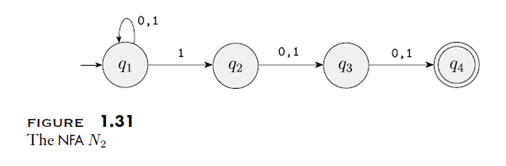 0,1
q1 1 q2 0,1 q3 0,1 q4
FIGURE 1.31
The NFA N2